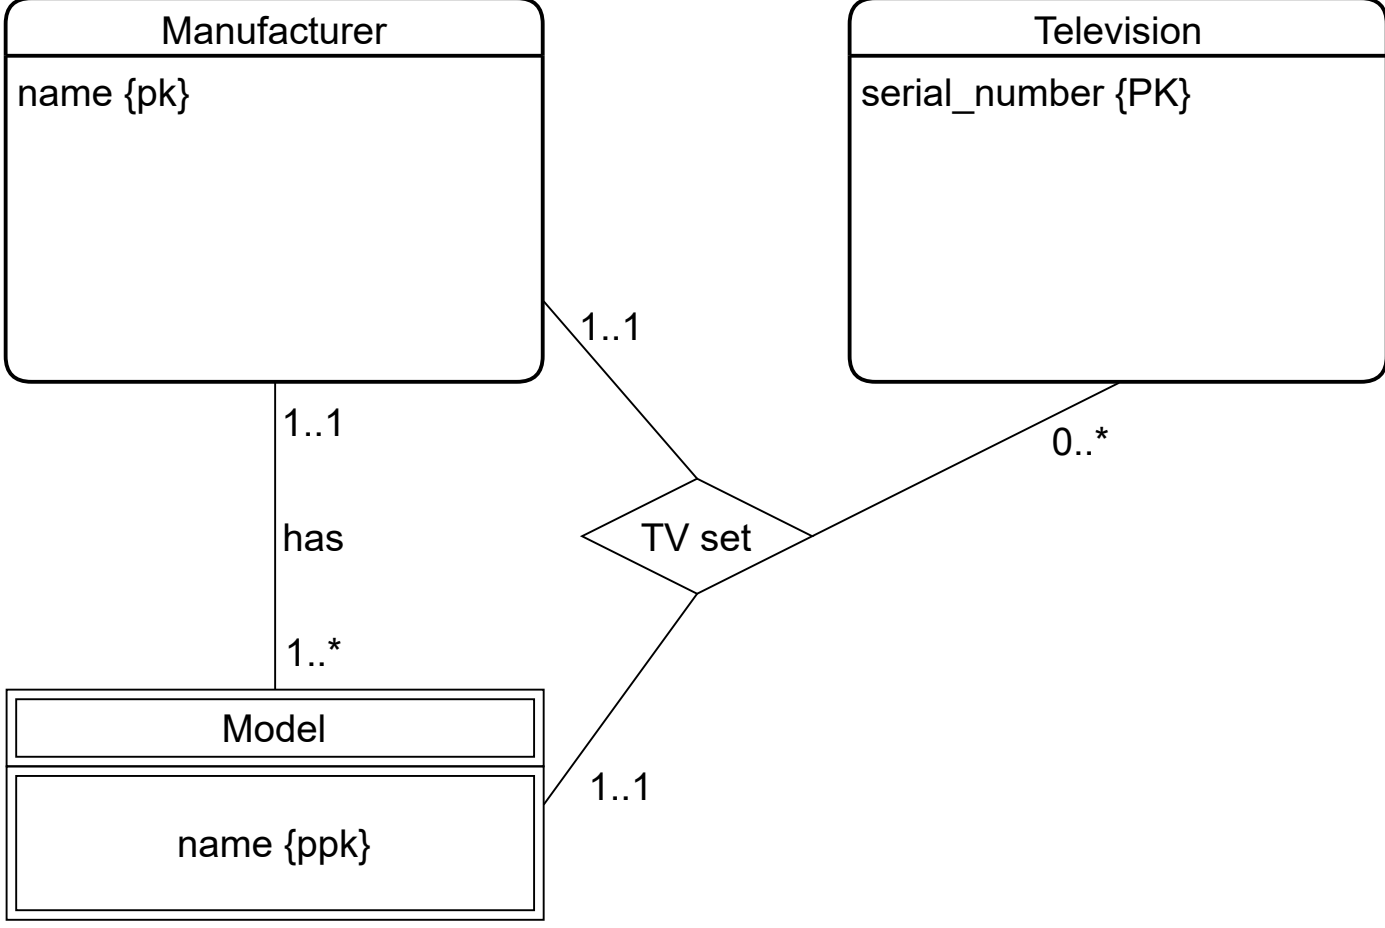 Manufacturer
name {pk}
Television
serial_number {PK}
1..1
1..1
0..*
has
TV set
1..*
Model
name {ppk}
1..1